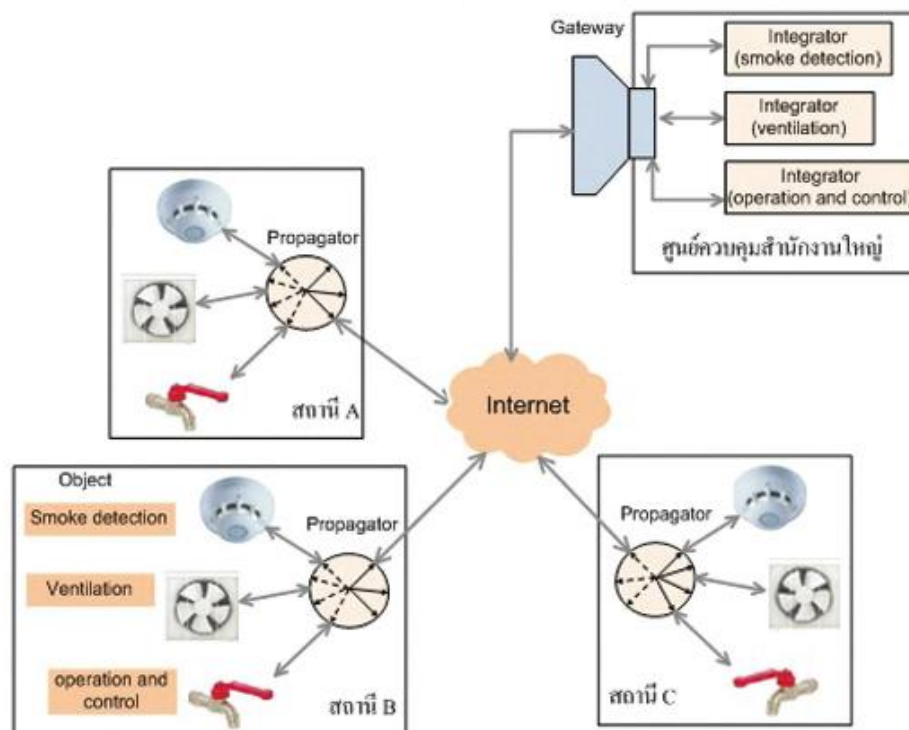 Gateway
Integrator
(smoke detection)
Integrator
(ventilation)
Integrator
(operation and control)
ศูนย์ควบคุมสำนักงานใหญ่
Propagator
สถานี A
Internet
Object
Smoke detection
Ventilation
operation and
control
Propagator
สถานี B
Propagator
สถานี C